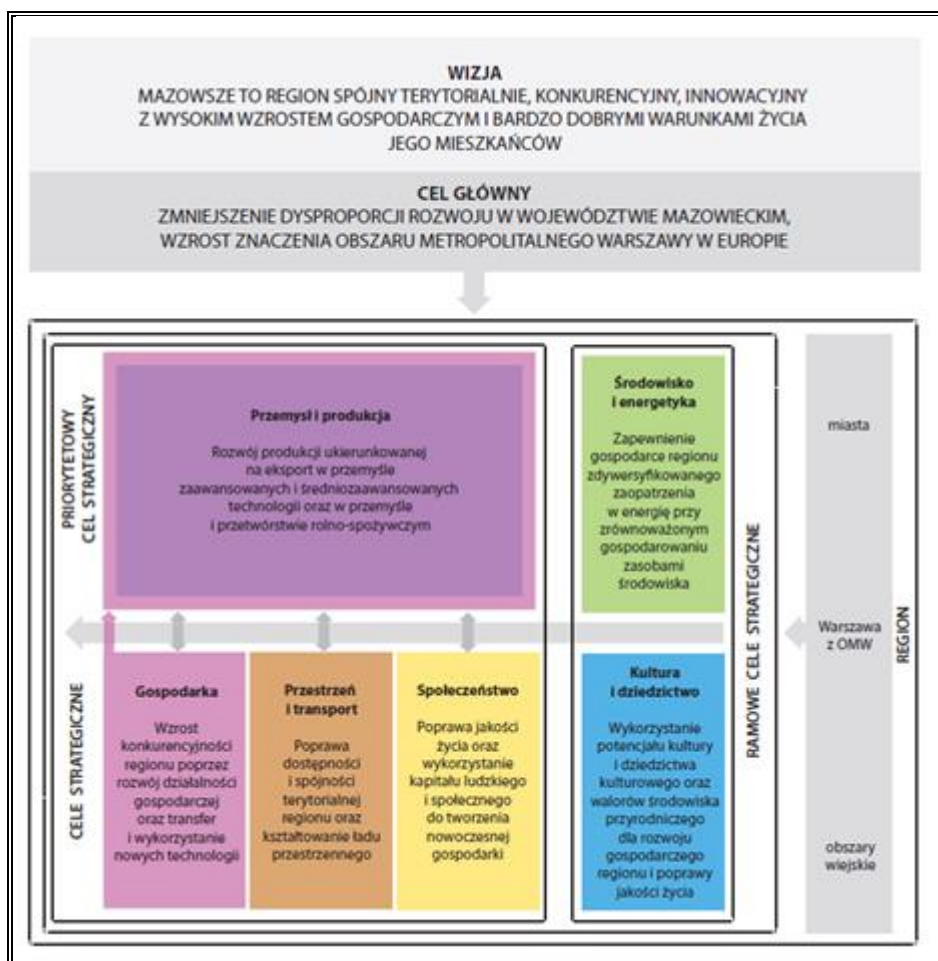 WIZJA
MAZOWSZE TO REGION SPÓJNY TERYTORIALNIE, KONKURENCYJNY, INNOWACYJNY
Z WYSOKIM WZROSTEM GOSPODARCZYM I BARDZO DOBRYMI WARUNKAMI ŻYCIA
JEGO MIESZKAŃCÓW
CEL GŁÓWNY
ZMNIEJSZENIE DYSPROPORCJI ROZWOJU W WOJEWÓDZTWIE MAZOWIECKIM,
WZROST ZNACZENIA OBSZARU METROPOLITALNEGO WARSZAWY W EUROPIE
PRIORYTETOWY
CEL STRATEGICZNY
Przemysł i produkcja
Rozwój produkcji ukierunkowanej
na eksport w przemyśle
zaawansowanych i średniozaawansowanych
technologii oraz w przemyśle
i przetwórstwie rolno-spożywczym
Środowisko
i energetyka
Zapewnienie
gospodarce regionu
zdywersyfikowanego
zaopatrzenia
w energię przy
zrównoważonym
gospodarowaniu
zasobami
środowiska
CELE STRATEGICZNE
Gospodarka
Wzrost
konkurencyjności
regionu poprzez
rozwój działalności
gospodarczej
oraz transfer
i wykorzystanie
nowych technologii
Przestrzeń
i transport
Poprawa
dostępności
i spójności
terytorialnej
regionu oraz
kształtowanie ładu
przestrzennego
Społeczeństwo
Poprawa jakości
życia oraz
wykorzystanie
kapitału ludzkiego
i społecznego
do tworzenia
nowoczesnej
gospodarki
Kultura
i dziedzictwo
Wykorzystanie
potencjału kultury
i dziedzictwa
kulturowego oraz
walorów środowiska
przyrodniczego
dla rozwoju
gospodarczego
regionu i poprawy
jakości życia
RAMOWE CELE STRATEGICZNE
miasta
Warszawa
z OMW
obszary
wiejskie
REGION